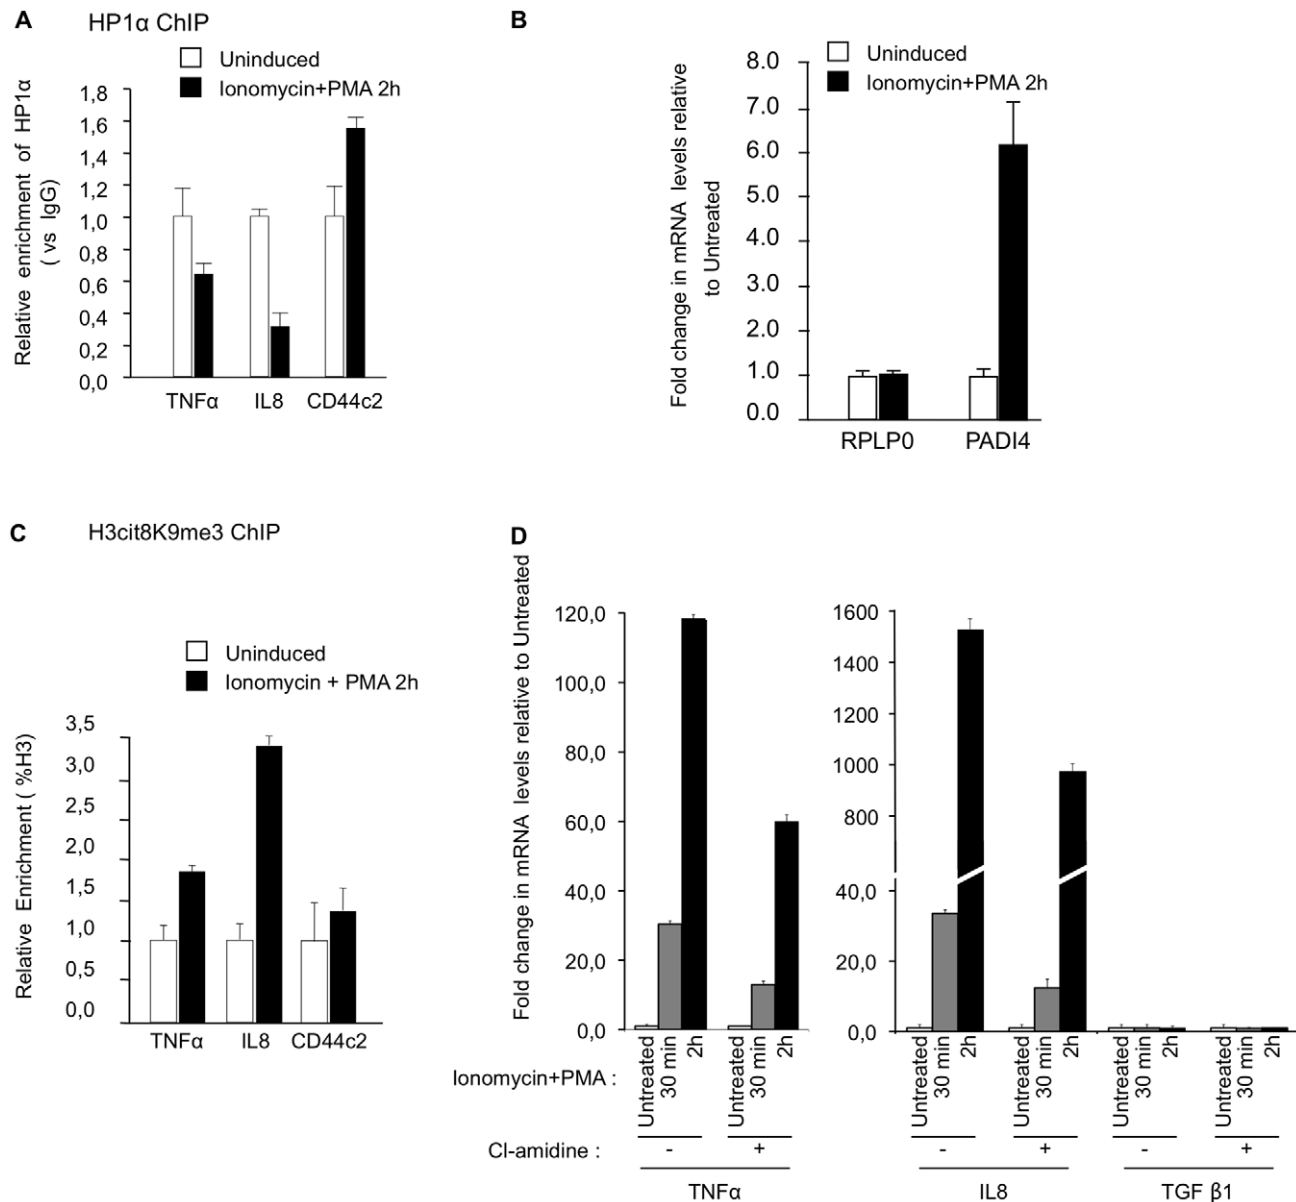 A
HP1α ChIP
Uninduced
Ionomycin+PMA 2h
Relative enrichment of HP1α
( vs IgG)
1,8
1,6
1,4
1,2
1,0
0,8
0,6
0,4
0,2
0,0
TNFα IL8 CD44c2
B
Uninduced
Ionomycin+PMA 2h
Fold change in mRNA levels relative
to Untreated
8.0
7.0
6.0
5.0
4.0
3.0
2.0
1.0
0.0
RPLP0 PADI4
C
H3cit8K9me3 ChIP
Uninduced
Ionomycin + PMA 2h
Relative Enrichment ( %H3)
3,5
3,0
2,5
2,0
1,5
1,0
0,5
0,0
TNFα IL8 CD44c2
D
Fold change in mRNA levels relative to Untreated
120,0
100,0
80,0
60,0
40,0
20,0
0,0
1600
1400
1200
1000
800
40,0
20,0
0,0
Ionomycin+PMA :
Untreated
30 min
2h
Untreated
30 min
2h
Untreated
30 min
2h
Untreated
30 min
2h
Untreated
30 min
2h
Untreated
30 min
2h
Cl-amidine : - + - + - +
TNFα IL8 TGF β1